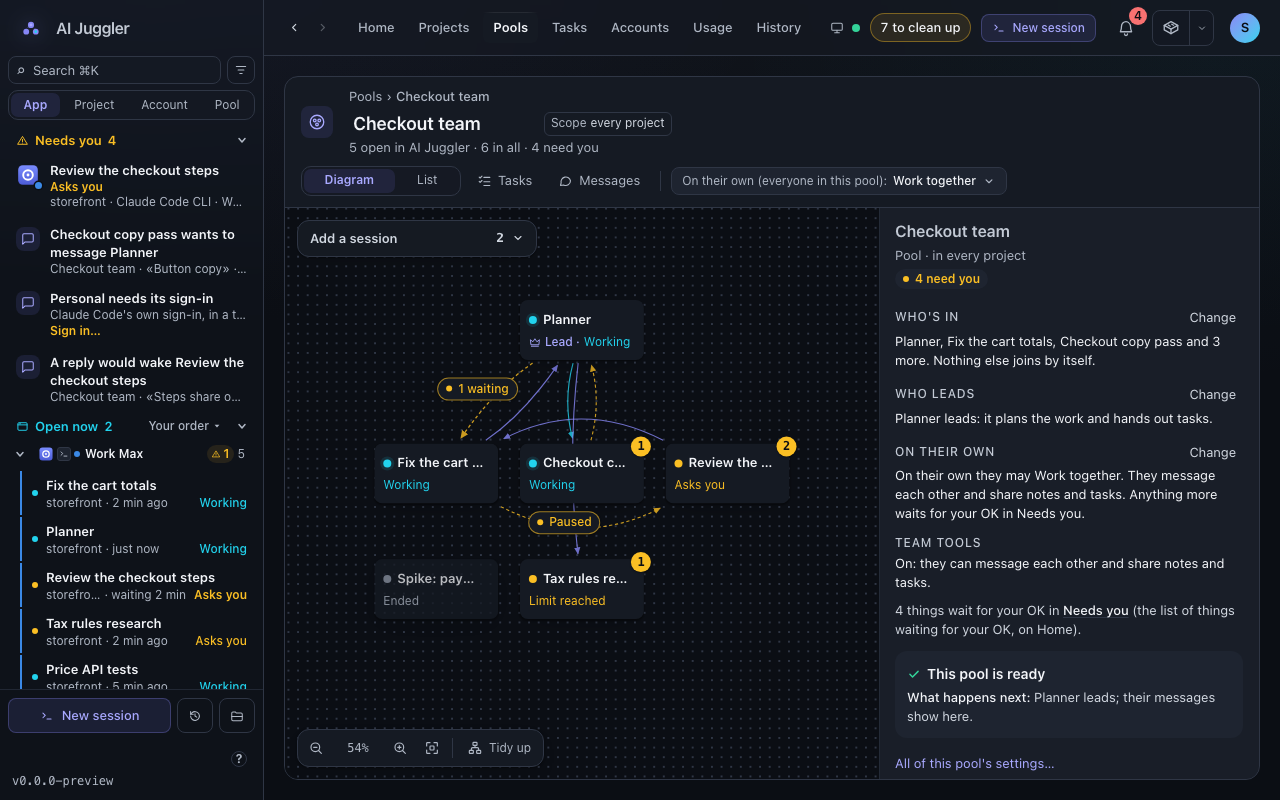 AI Juggler
Search ⌘K
App Project Account Pool
Needs you 4
Review the checkout steps
Asks you
storefront · Claude Code CLI · W...
Checkout copy pass wants to
message Planner
Checkout team · «Button copy» ·...
Personal needs its sign-in
Claude Code's own sign-in, in a t...
Sign in...
A reply would wake Review the
checkout steps
Checkout team · «Steps share o...
Open now 2 Your order
Work Max 1 5
Fix the cart totals
storefront · 2 min ago Working
Planner
storefront · just now Working
Review the checkout steps
storefro... · waiting 2 min Asks you
Tax rules research
storefront · 2 min ago Asks you
Price API tests
storefront · 5 min ago Working
New session
?
v0.0.0-preview
Home Projects Pools Tasks Accounts Usage History
7 to clean up
New session
4
S
Pools › Checkout team
Checkout team
Scope every project
5 open in AI Juggler · 6 in all · 4 need you
Diagram List Tasks Messages
On their own (everyone in this pool): Work together
Add a session 2
Planner
Lead · Working
1 waiting
Fix the cart ...
Working
1
Checkout c...
Working
2
Review the ...
Asks you
Paused
Spike: pay...
Ended
1
Tax rules re...
Limit reached
54%
Tidy up
Checkout team
Pool · in every project
4 need you
WHO'S IN Change
Planner, Fix the cart totals, Checkout copy pass and 3
more. Nothing else joins by itself.
WHO LEADS Change
Planner leads: it plans the work and hands out tasks.
ON THEIR OWN Change
On their own they may Work together. They message
each other and share notes and tasks. Anything more
waits for your OK in Needs you.
TEAM TOOLS
On: they can message each other and share notes and
tasks.
4 things wait for your OK in Needs you (the list of things
waiting for your OK, on Home).
This pool is ready
What happens next: Planner leads; their messages
show here.
All of this pool's settings...